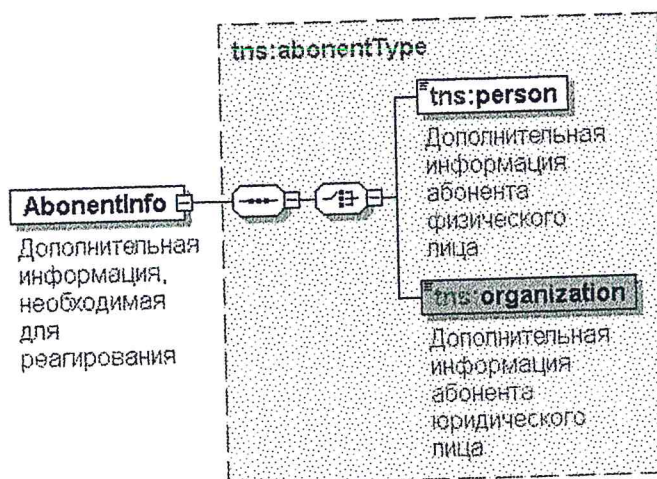 tns:abonentType
tns:person
Дополнительная
информация
абонента
физического
лица
AbonentInfo
Дополнительная
информация,
необходимая
для
реагирования
tns:organization
Дополнительная
информация
абонента
юридического
лица